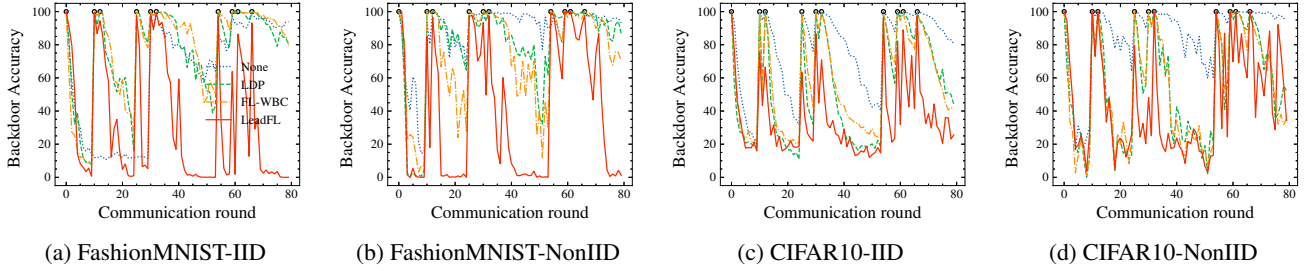 Backdoor Accuracy
100
80
60
40
20
0
0 20 40 60 80
Communication round
None
LDP
FL-WBC
LeadFL
(a) FashionMNIST-IID
Backdoor Accuracy
100
80
60
40
20
0
0 20 40 60 80
Communication round
(b) FashionMNIST-NonIID
Backdoor Accuracy
100
80
60
40
20
0
0 20 40 60 80
Communication round
(c) CIFAR10-IID
Backdoor Accuracy
100
80
60
40
20
0
0 20 40 60 80
Communication round
(d) CIFAR10-NonIID